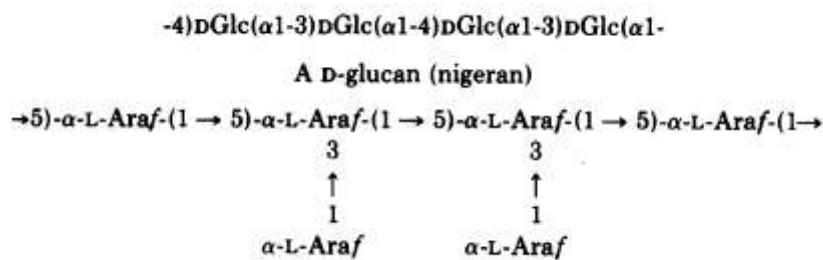 -4)DGlc(α1-3)DGlc(α1-4)DGlc(α1-3)DGlc(α1-
A D-glucan (nigeran)
→5)-α-L-Araf-(1 → 5)-α-L-Araf-(1 → 5)-α-L-Araf-(1 → 5)-α-L-Araf-(1→
3 3
↑ ↑
1 1
α-L-Araf α-L-Araf